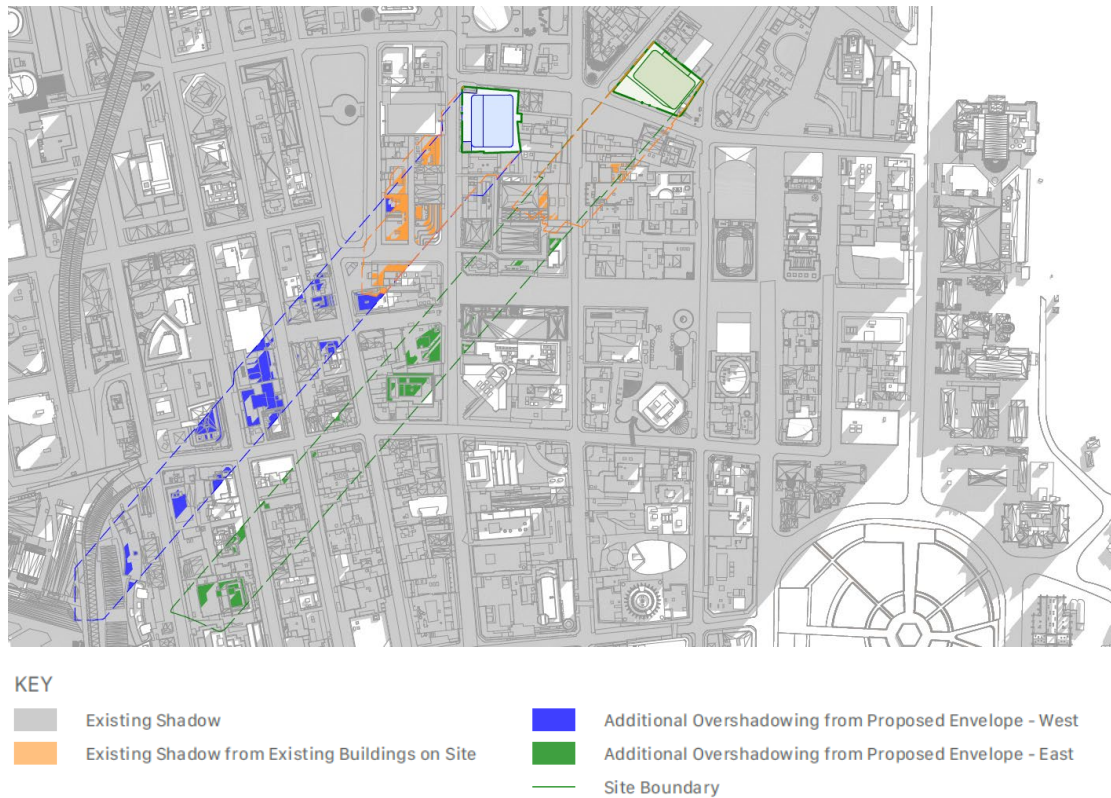 KEY
Existing Shadow
Existing Shadow from Existing Buildings on Site
Additional Overshadowing from Proposed Envelope - West
Additional Overshadowing from Proposed Envelope - East
Site Boundary